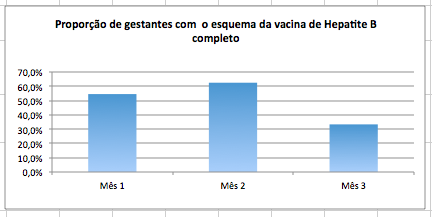 Proporção de gestantes com  o esquema da vacina de Hepatite B
completo
70,0%
60,0%
50,0%
40,0%
30,0%
20,0%
10,0%
0,0%
Mês 1 Mês 2 Mês 3